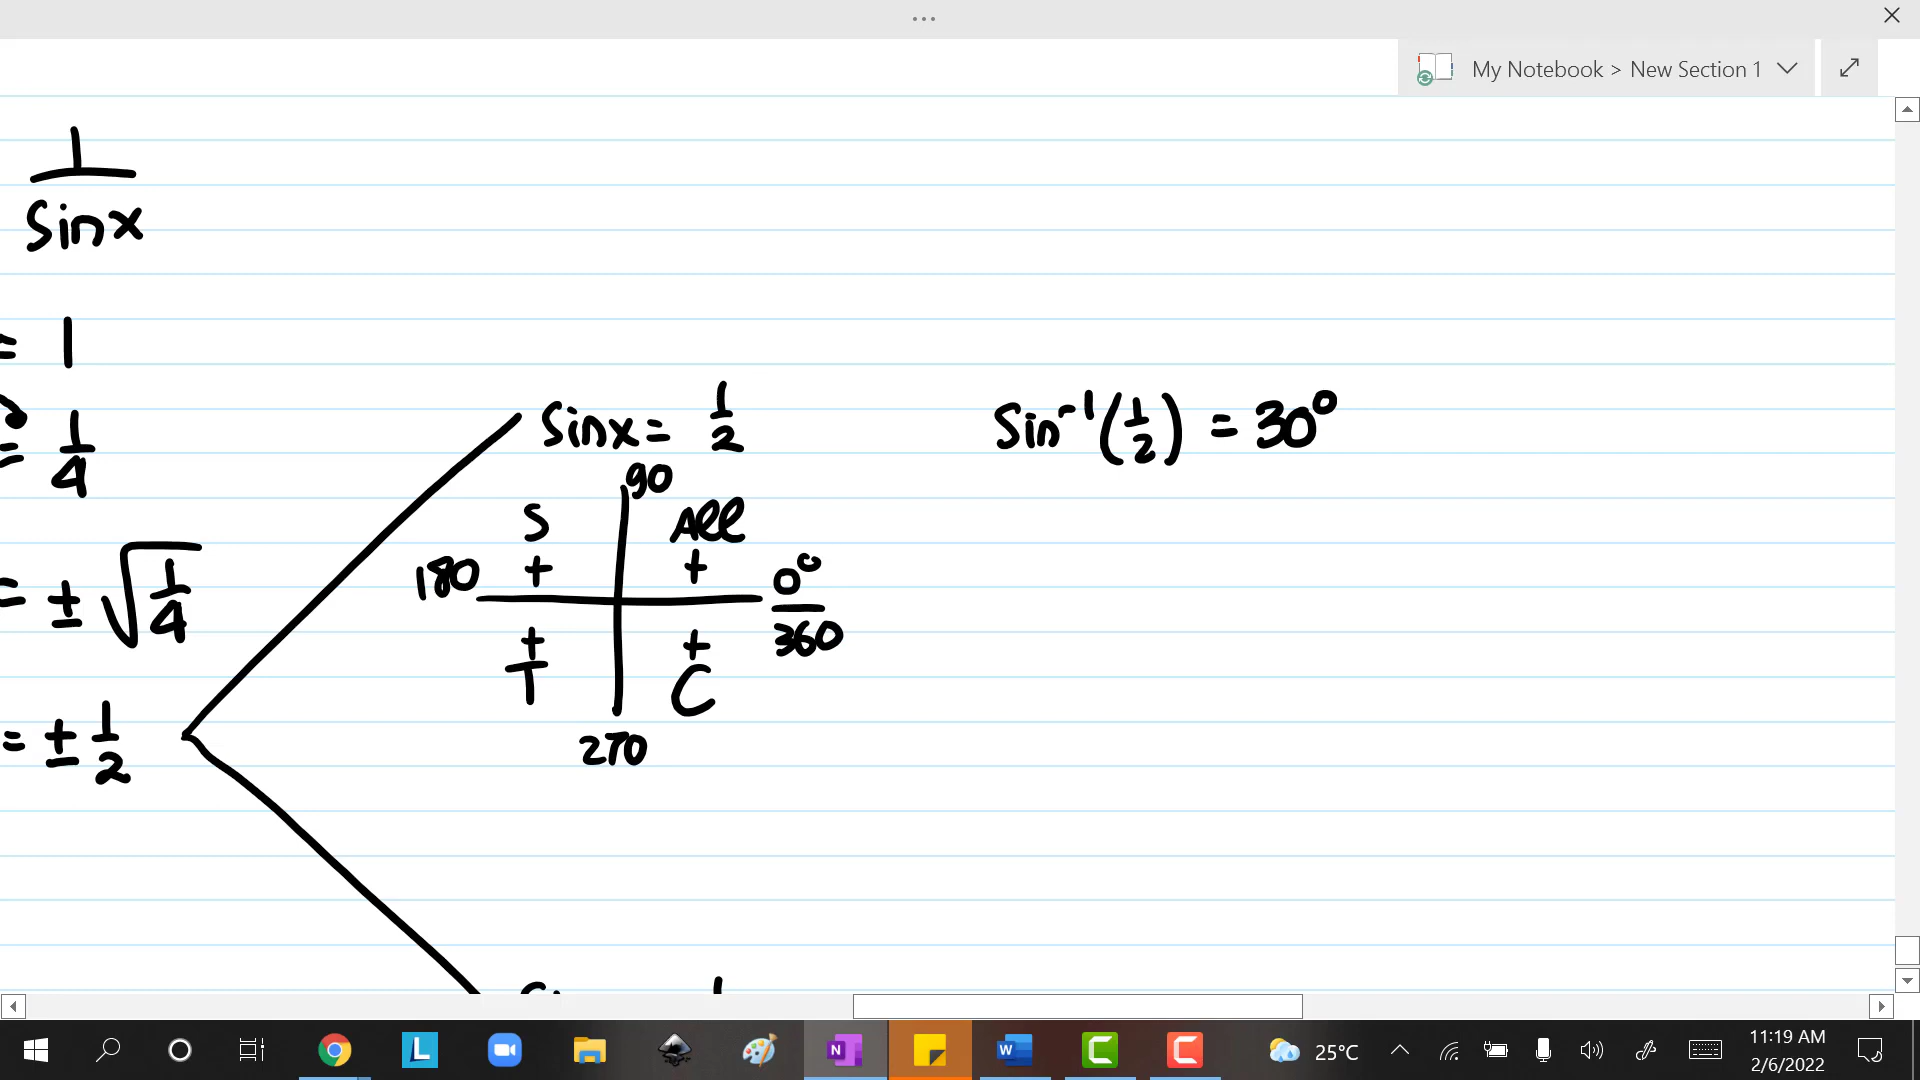 ...
My Notebook > New Section 1
1
Sinx
= 1
= 1/4
= ± √1/4
= ± 1/2
Sinx = 1/2
Sin⁻¹(1/2) = 30°
90
S
All
180
+
+
0°
360
+
+
T
C
270
25°C
11:19 AM
2/6/2022